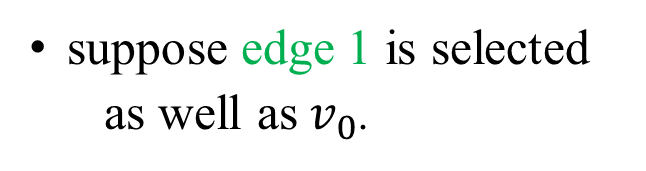 • suppose edge 1 is selected
as well as 𝑣₀.